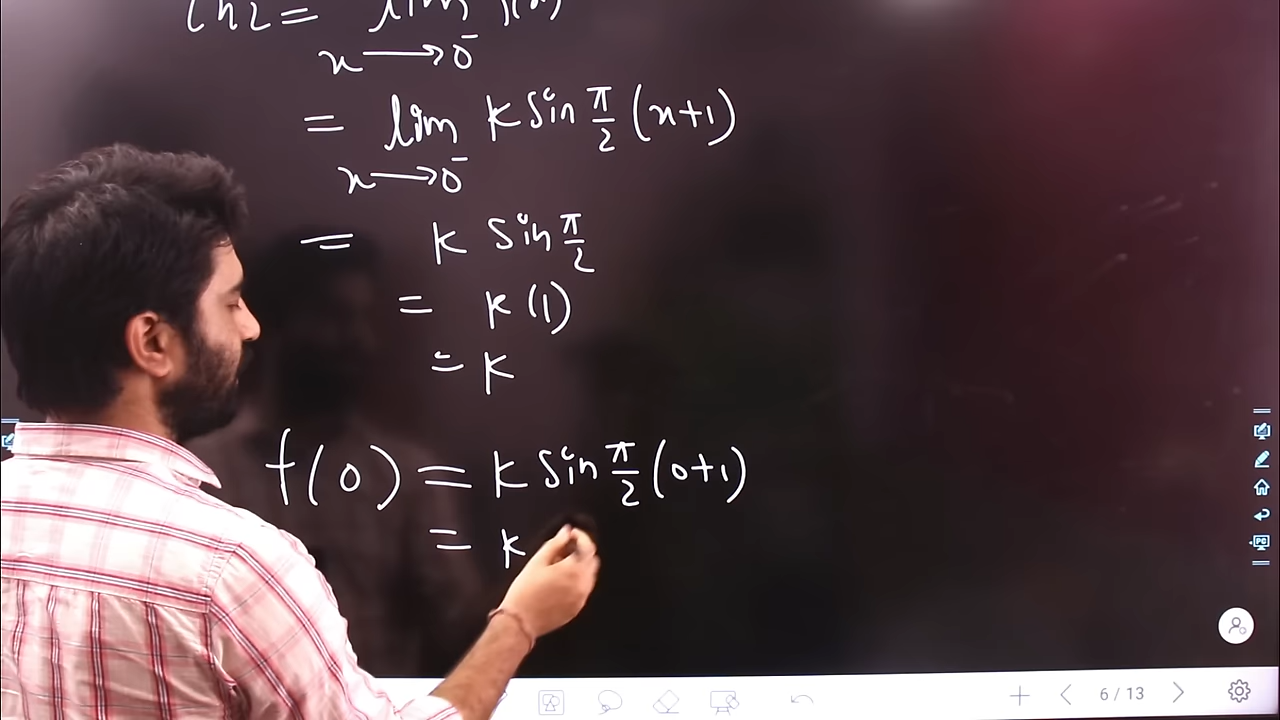 = lim K sin π/2 (x+1)
x→0⁻
x→0⁻
= K sin π/2
= K(1)
= K
f(0) = K sin π/2 (0+1)
= K
6 / 13